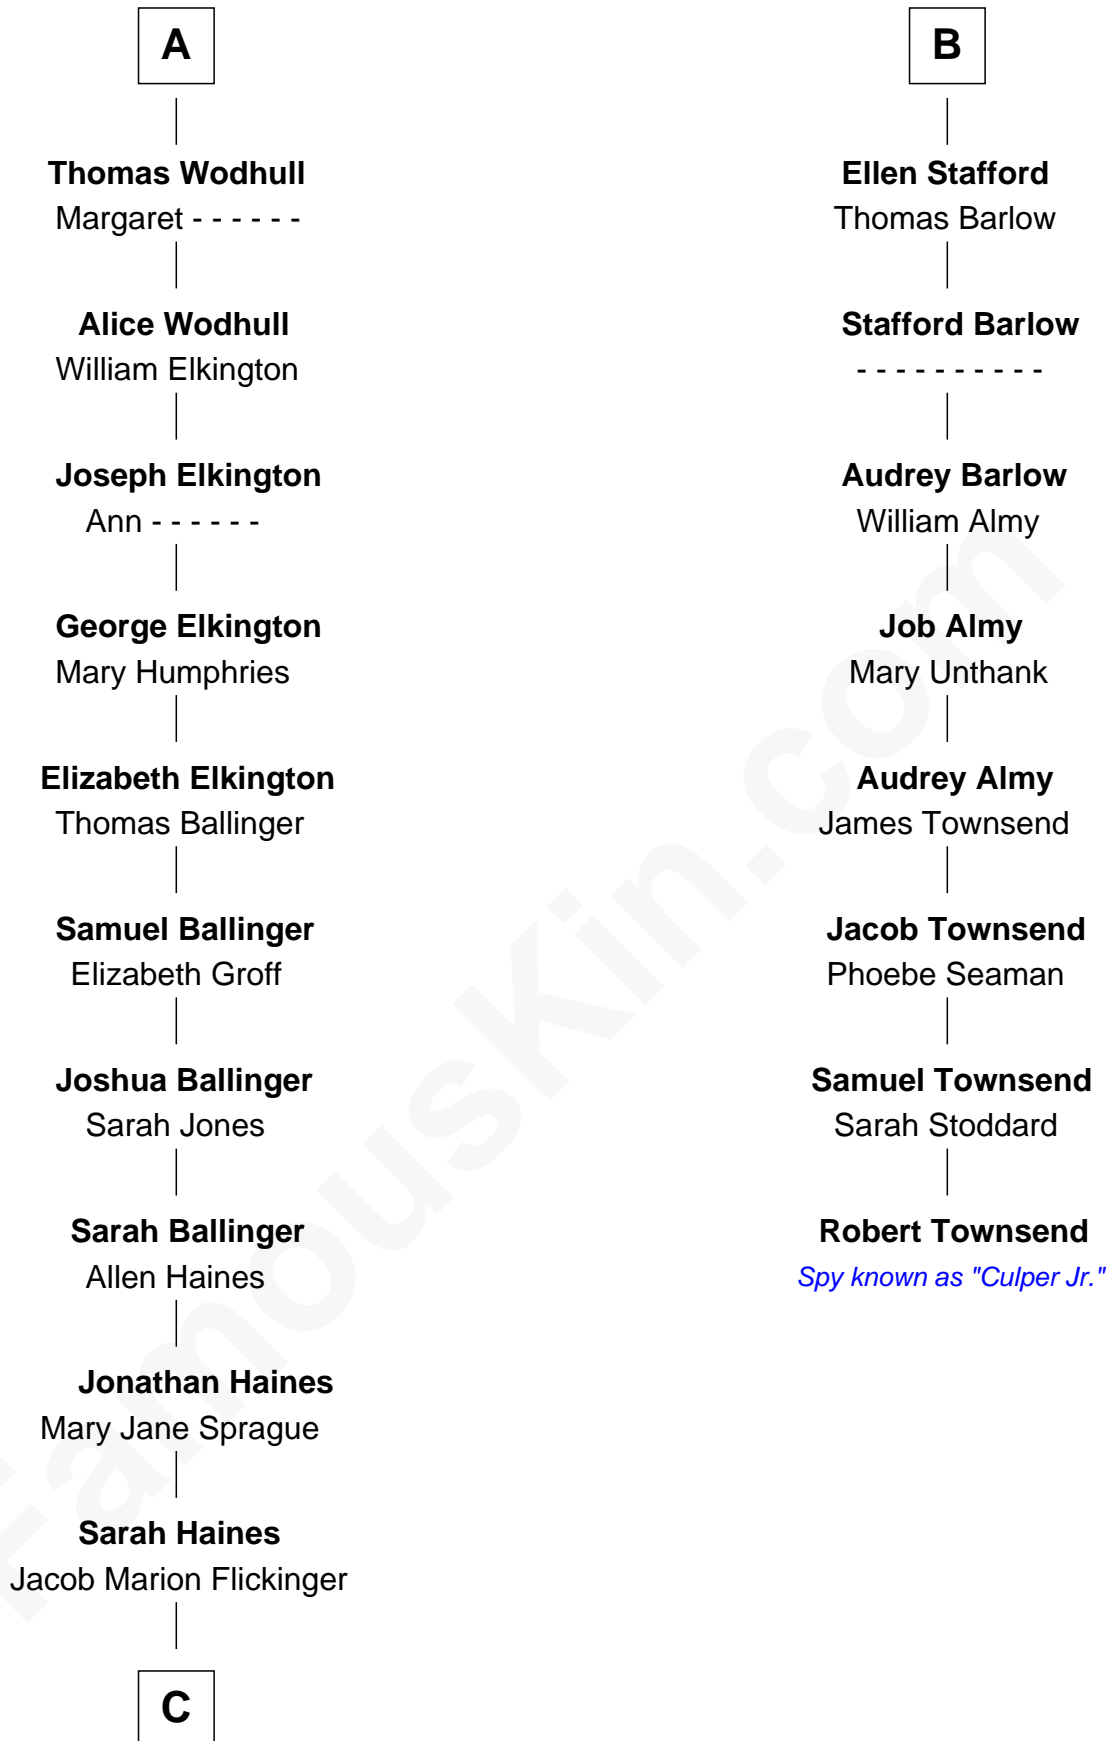 A
Thomas Wodhull
Margaret - - - - - -
Alice Wodhull
William Elkington
Joseph Elkington
Ann - - - - - -
George Elkington
Mary Humphries
Elizabeth Elkington
Thomas Ballinger
Samuel Ballinger
Elizabeth Groff
Joshua Ballinger
Sarah Jones
Sarah Ballinger
Allen Haines
Jonathan Haines
Mary Jane Sprague
Sarah Haines
Jacob Marion Flickinger
C
B
Ellen Stafford
Thomas Barlow
Stafford Barlow
- - - - - - - - - -
Audrey Barlow
William Almy
Job Almy
Mary Unthank
Audrey Almy
James Townsend
Jacob Townsend
Phoebe Seaman
Samuel Townsend
Sarah Stoddard
Robert Townsend
Spy known as "Culper Jr."
FamousKin.com